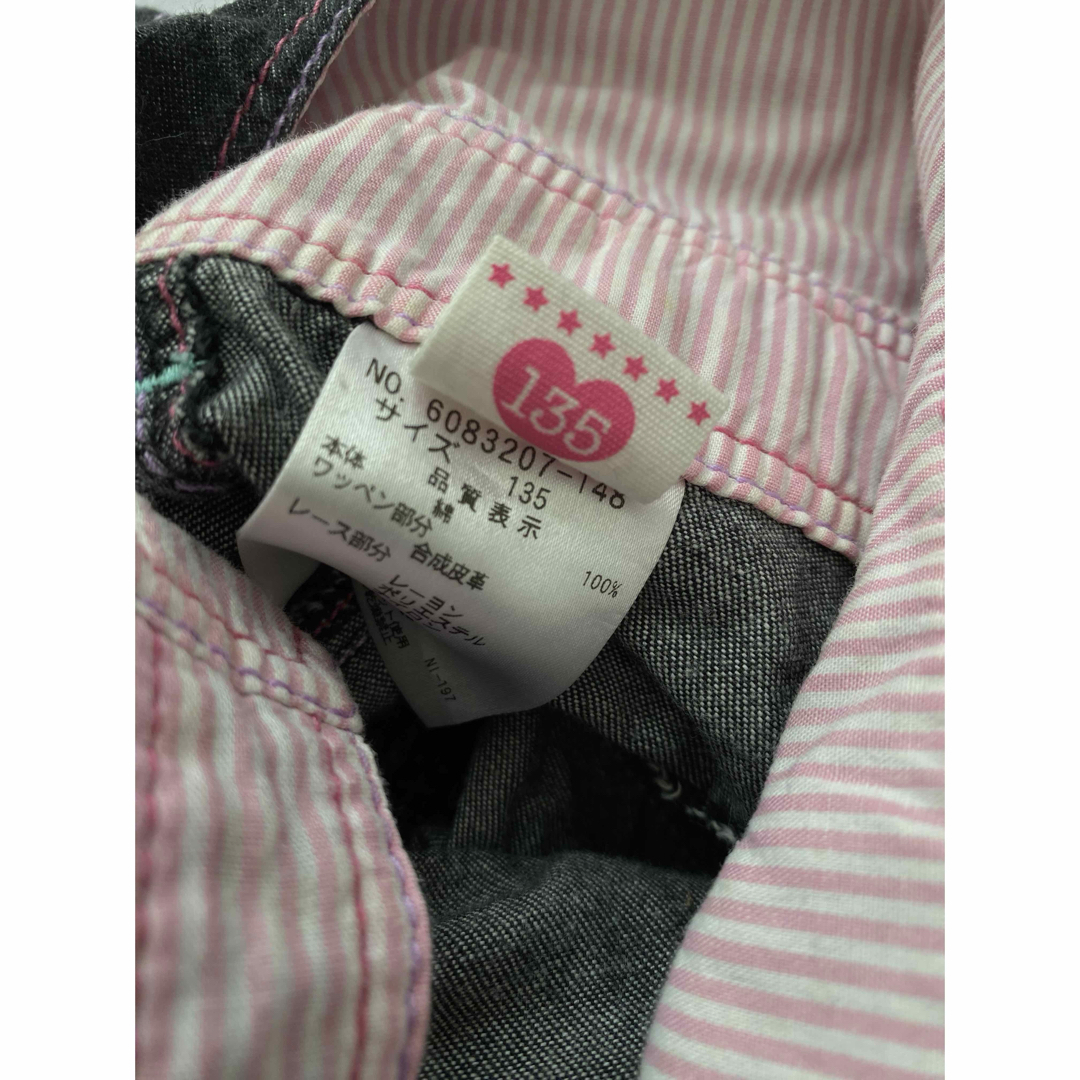 135
NO. 6083207-148
サイズ 135
品質表示
本体 綿 100%
ワッペン部分 合成皮革
レース部分 レーヨン
ポリエステル
NI-197